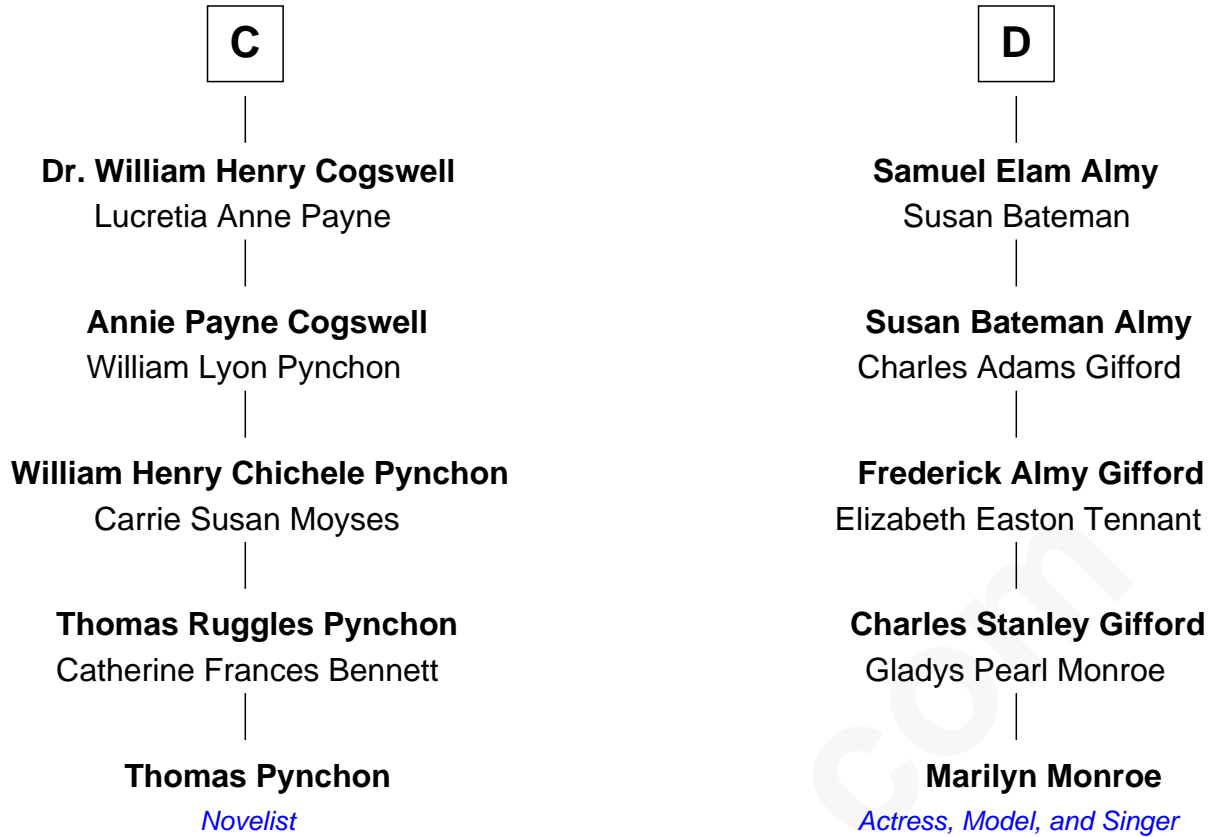 C
Dr. William Henry Cogswell
Lucretia Anne Payne
Annie Payne Cogswell
William Lyon Pynchon
William Henry Chichele Pynchon
Carrie Susan Moyses
Thomas Ruggles Pynchon
Catherine Frances Bennett
Thomas Pynchon
Novelist
D
Samuel Elam Almy
Susan Bateman
Susan Bateman Almy
Charles Adams Gifford
Frederick Almy Gifford
Elizabeth Easton Tennant
Charles Stanley Gifford
Gladys Pearl Monroe
Marilyn Monroe
Actress, Model, and Singer
com